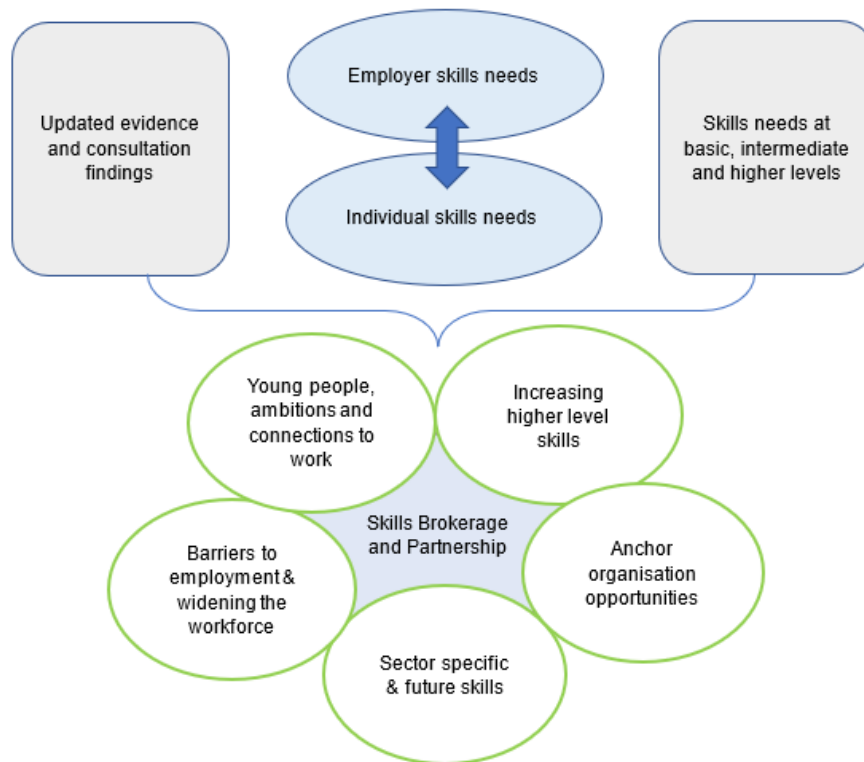 Updated evidence
and consultation
findings
Employer skills needs
Individual skills needs
Skills needs at
basic, intermediate
and higher levels
Young people,
ambitions and
connections to
work
Increasing
higher level
skills
Skills Brokerage
and Partnership
Barriers to
employment &
widening the
workforce
Anchor
organisation
opportunities
Sector specific
& future skills